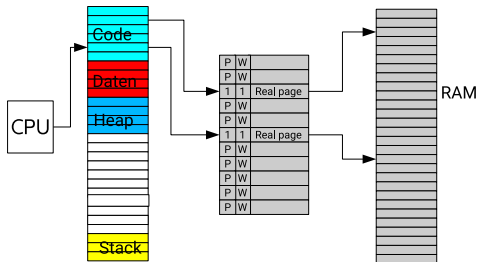 CPU
Code
Daten
Heap
Stack
P W
P W
1 1 Real page
P W
P W
1 1 Real page
P W
P W
P W
P W
P W
RAM